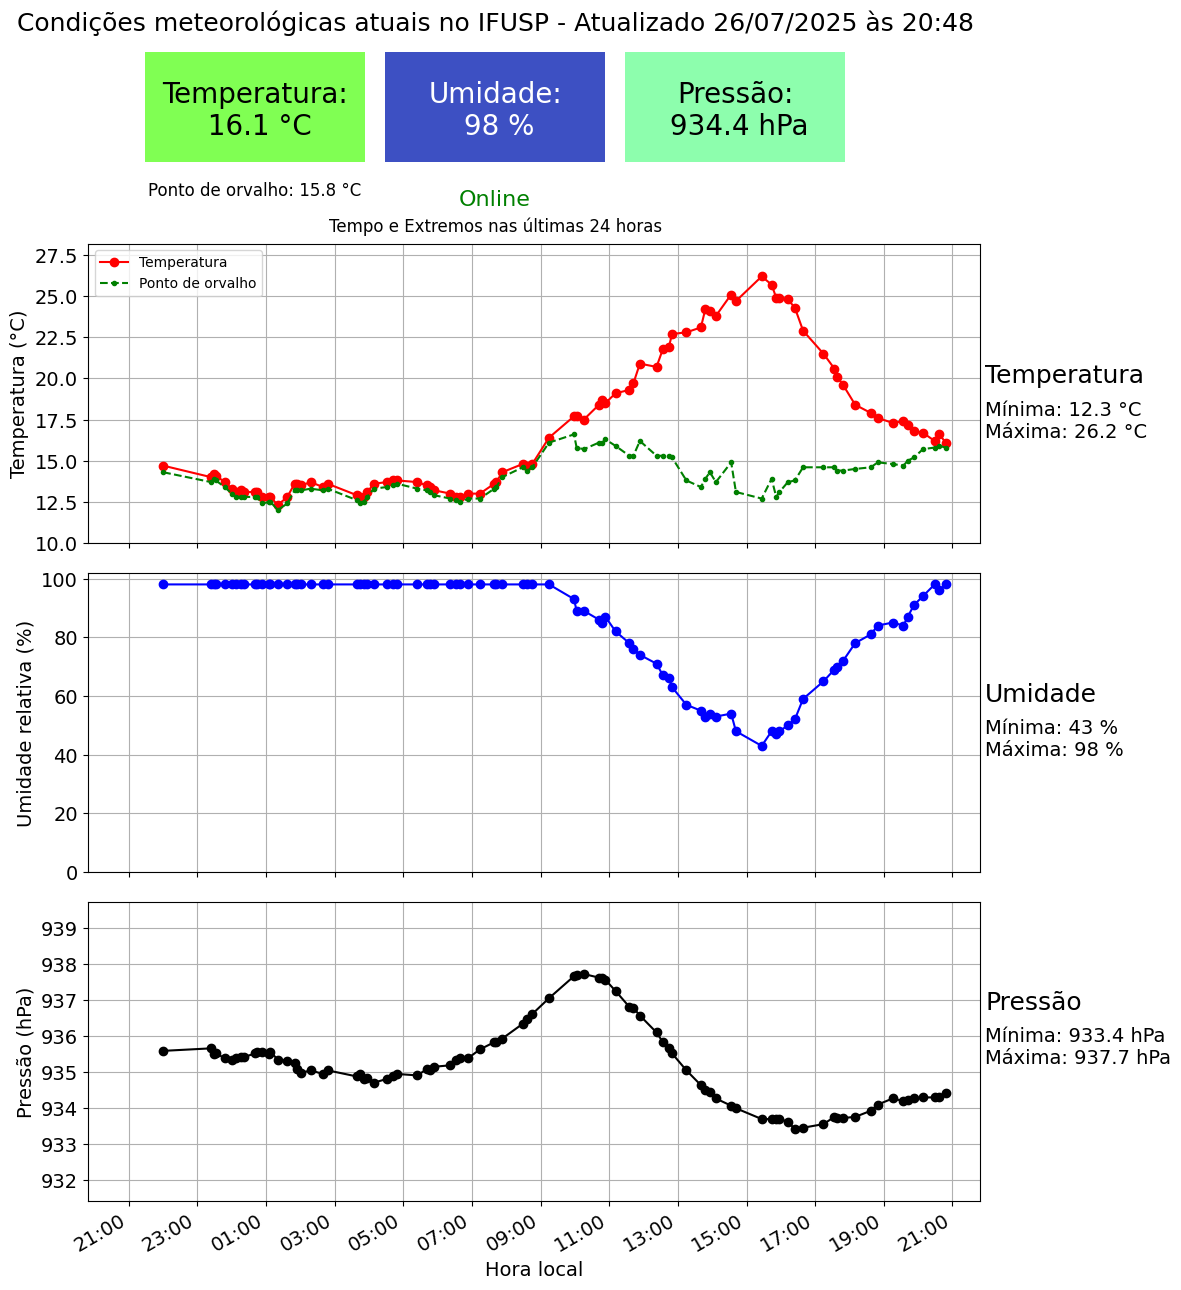 Condições meteorológicas atuais no IFUSP - Atualizado 26/07/2025 às 20:48
Temperatura:
16.1 °C
Umidade:
98 %
Pressão:
934.4 hPa
Ponto de orvalho: 15.8 °C
Online
Tempo e Extremos nas últimas 24 horas
Temperatura (°C)
27.5
25.0
22.5
20.0
17.5
15.0
12.5
10.0
Temperatura
Ponto de orvalho
Temperatura
Mínima: 12.3 °C
Máxima: 26.2 °C
Umidade relativa (%)
100
80
60
40
20
0
Umidade
Mínima: 43 %
Máxima: 98 %
Pressão (hPa)
939
938
937
936
935
934
933
932
Pressão
Mínima: 933.4 hPa
Máxima: 937.7 hPa
21:00 23:00 01:00 03:00 05:00 07:00 09:00 11:00 13:00 15:00 17:00 19:00 21:00
Hora local